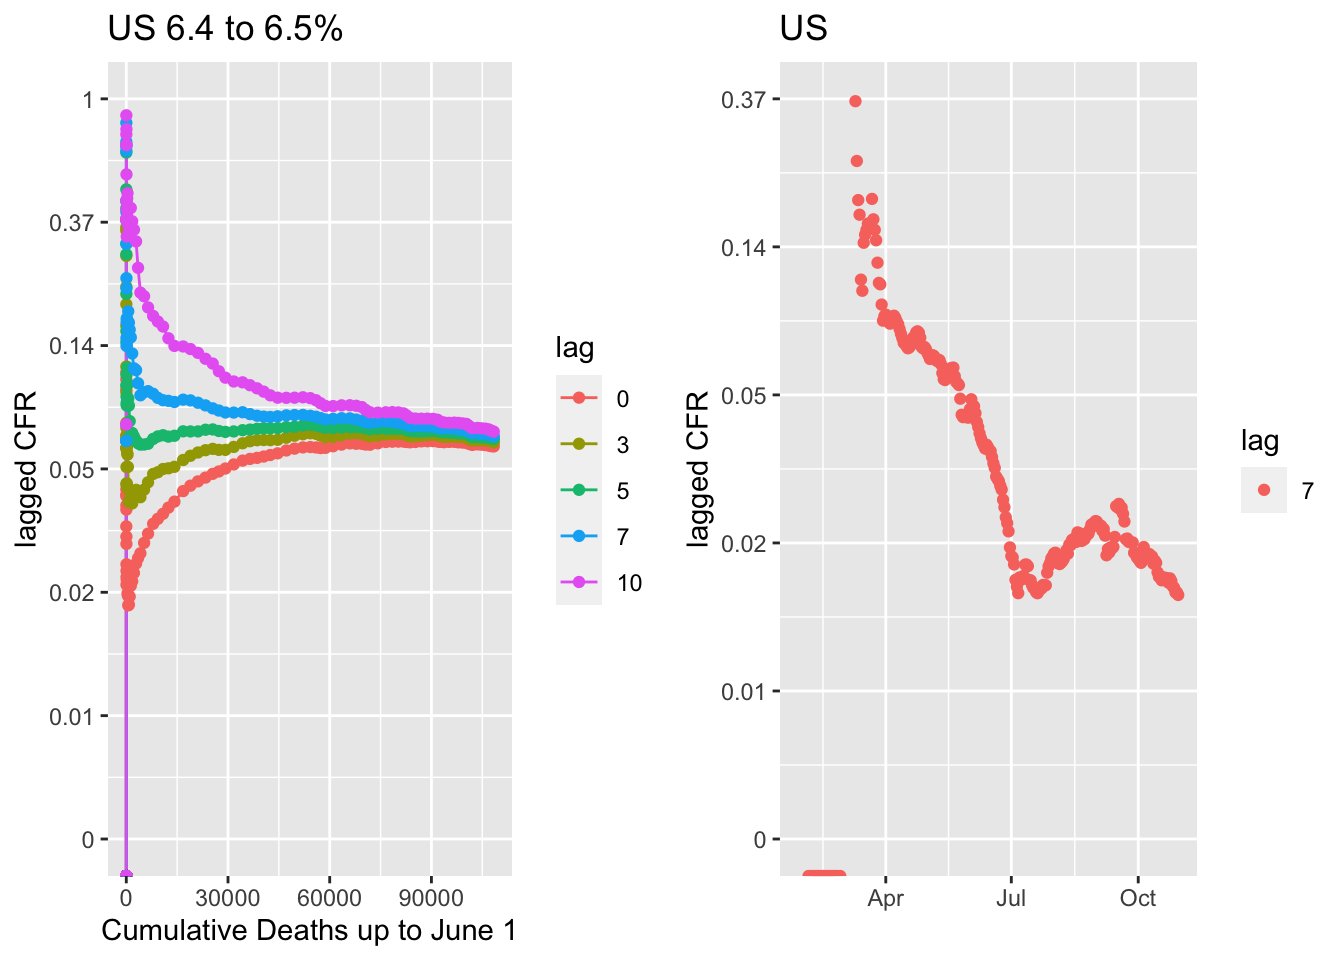 US 6.4 to 6.5%
lagged CFR
1
0.37
0.14
0.05
0.02
0.01
0
0 30000 60000 90000
Cumulative Deaths up to June 1
lag
0
3
5
7
10
US
lagged CFR
0.37
0.14
0.05
0.02
0.01
0
Apr Jul Oct
lag
7